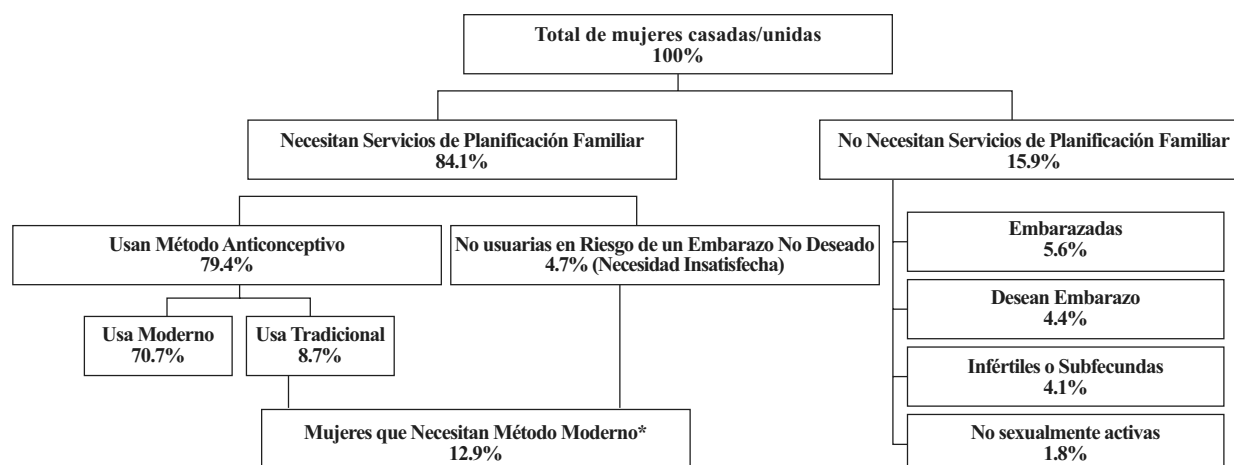 Total de mujeres casadas/unidas
100%
Necesitan Servicios de Planificación Familiar
84.1%
No Necesitan Servicios de Planificación Familiar
15.9%
Usan Método Anticonceptivo
79.4%
No usuarias en Riesgo de un Embarazo No Deseado
4.7% (Necesidad Insatisfecha)
Usa Moderno
70.7%
Usa Tradicional
8.7%
Mujeres que Necesitan Método Moderno*
12.9%
Embarazadas
5.6%
Desean Embarazo
4.4%
Infértiles o Subfecundas
4.1%
No sexualmente activas
1.8%